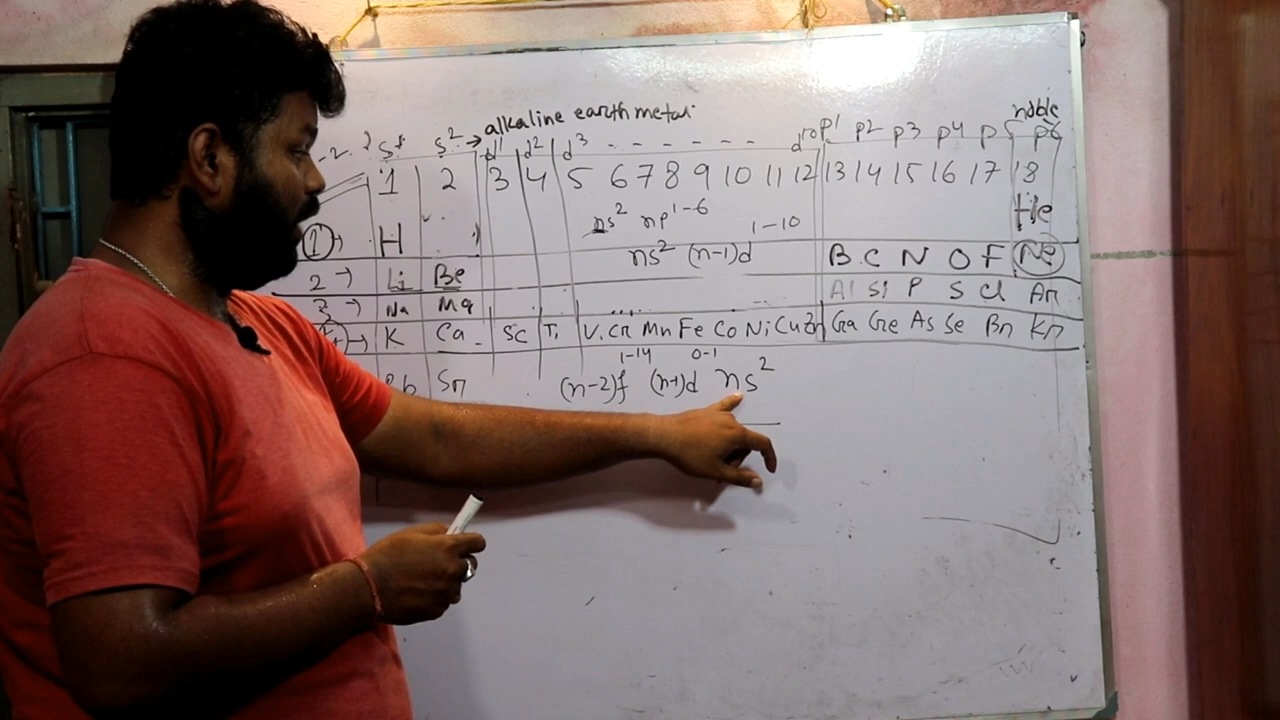 noble
alkaline earth metal
s¹ s² → d¹ d² d³ - - - - - - d¹⁰ p¹ p² p³ p⁴ p⁵ p⁶
1 2 3 4 5 6 7 8 9 10 11 12 13 14 15 16 17 18
ns² np¹⁻⁶ He
① → H ns² (n-1)d¹⁻¹⁰ B C N O F Ne
2 → Li Be
3 → Na Mg Al Si P S Cl Ar
K Ca Sc Ti V Cr Mn Fe Co Ni Cu Zn Ga Ge As Se Br Kr
Rb Sr (n-2)f¹⁻¹⁴ (n-1)d⁰⁻¹ ns²